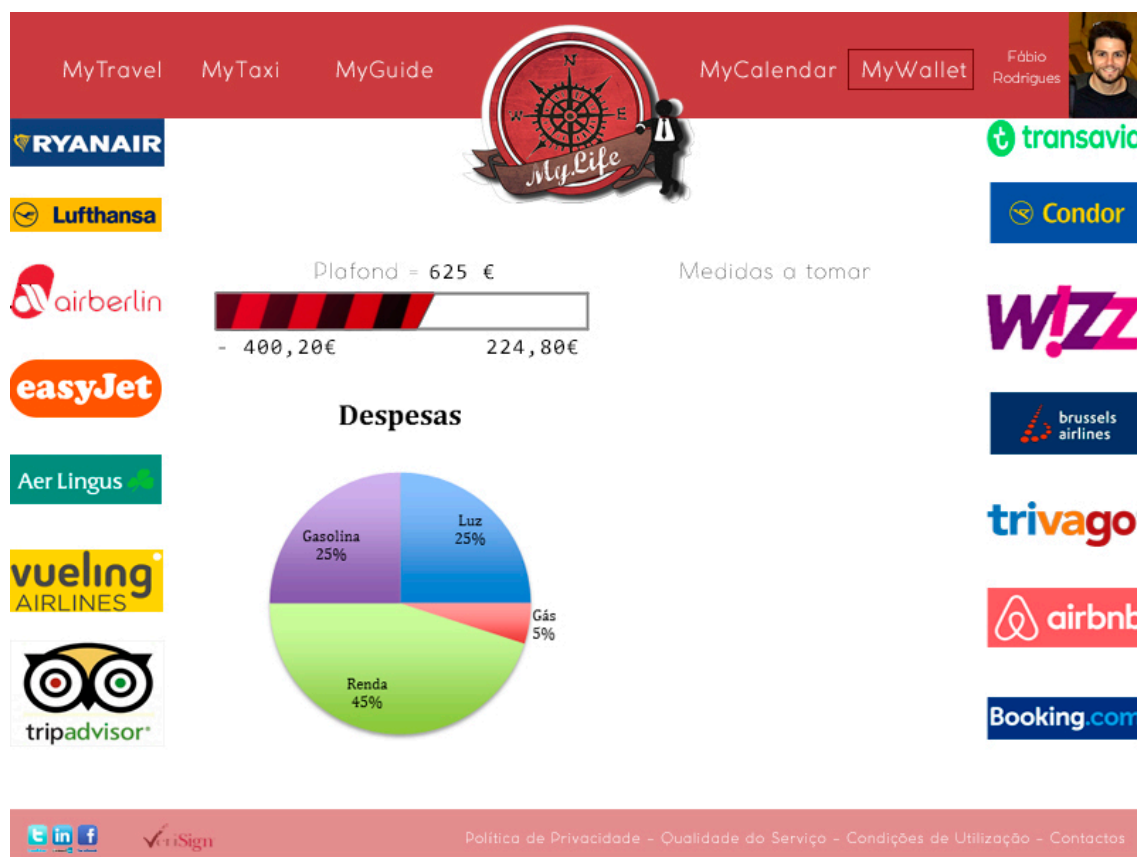 MyTravel
MyTaxi
MyGuide
N
W
E
My.Life
MyCalendar
MyWallet
Fábio
Rodrigues
RYANAIR
Lufthansa
airberlin
easyJet
Aer Lingus
vueling
AIRLINES
tripadvisor
Plafond = 625 €
- 400,20€
224,80€
Medidas a tomar
Despesas
Gasolina
25%
Luz
25%
Gás
5%
Renda
45%
transavia
Condor
W!ZZ
brussels
airlines
trivago
airbnb
Booking.com
VeriSign
Política de Privacidade - Qualidade do Serviço - Condições de Utilização - Contactos